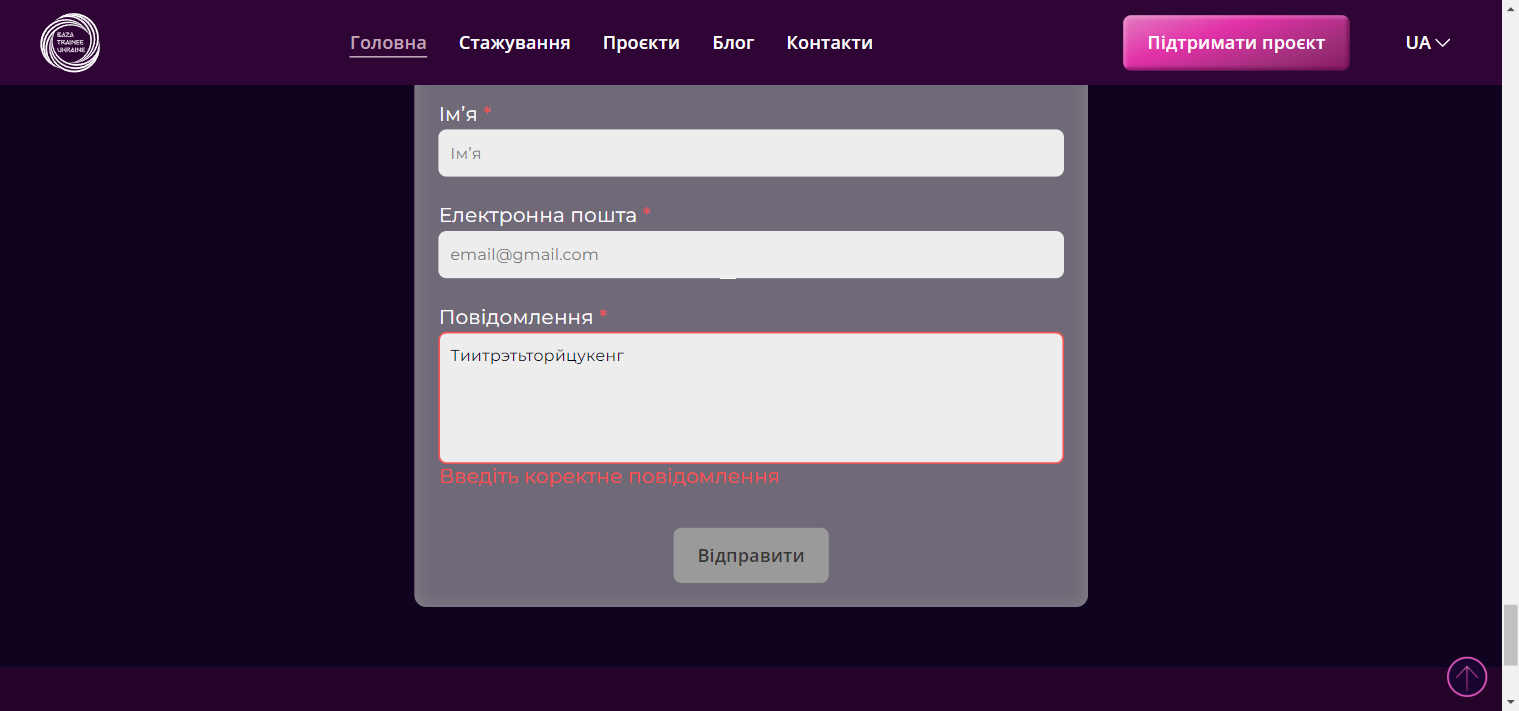 BAZA
TRAINEE
UKRAINE
Головна Стажування Проєкти Блог Контакти Підтримати проєкт UA
Ім’я *
Ім’я
Електронна пошта *
email@gmail.com
Повідомлення *
Тиитрэтьторйцукенг
Введіть коректне повідомлення
Відправити